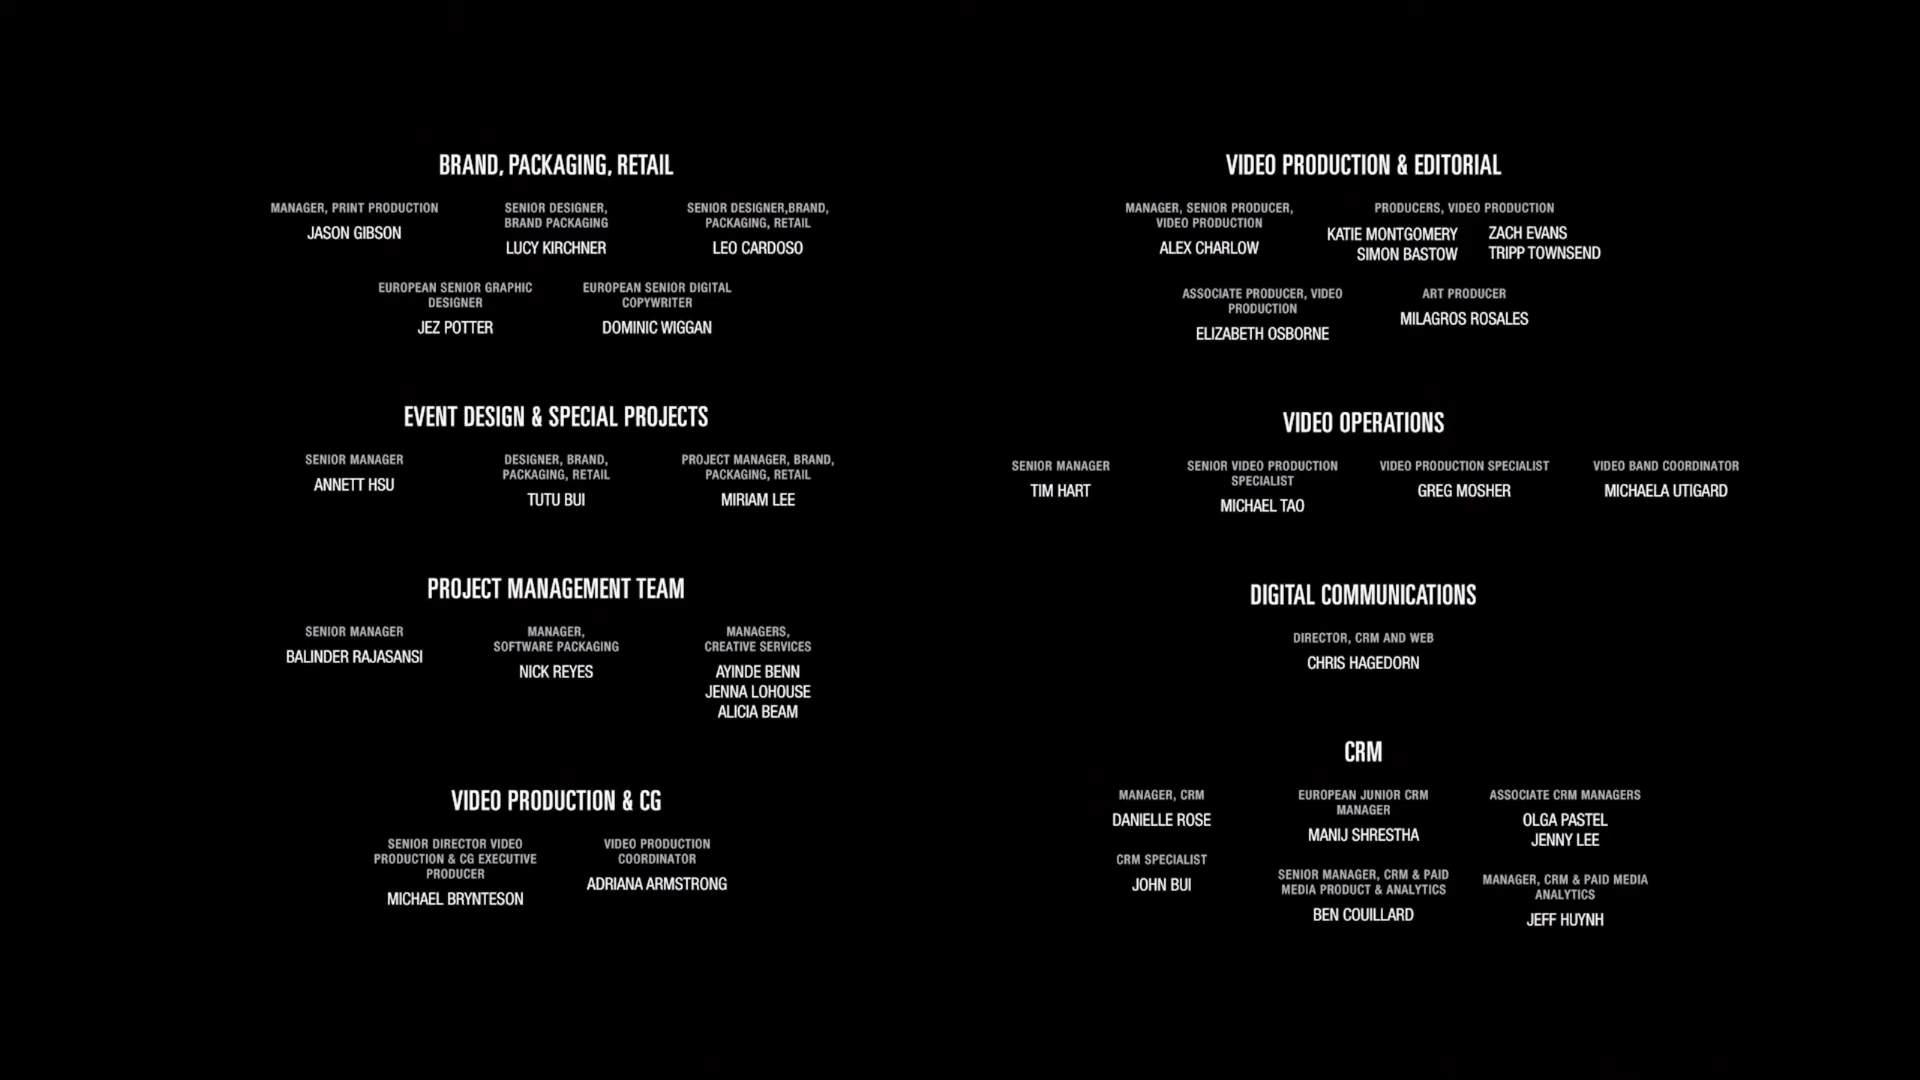 BRAND, PACKAGING, RETAIL
MANAGER, PRINT PRODUCTION
JASON GIBSON
SENIOR DESIGNER,
BRAND PACKAGING
LUCY KIRCHNER
SENIOR DESIGNER,BRAND,
PACKAGING, RETAIL
LEO CARDOSO
EUROPEAN SENIOR GRAPHIC
DESIGNER
JEZ POTTER
EUROPEAN SENIOR DIGITAL
COPYWRITER
DOMINIC WIGGAN
EVENT DESIGN & SPECIAL PROJECTS
SENIOR MANAGER
ANNETT HSU
DESIGNER, BRAND,
PACKAGING, RETAIL
TUTU BUI
PROJECT MANAGER, BRAND,
PACKAGING, RETAIL
MIRIAM LEE
PROJECT MANAGEMENT TEAM
SENIOR MANAGER
BALINDER RAJASANSI
MANAGER,
SOFTWARE PACKAGING
NICK REYES
MANAGERS,
CREATIVE SERVICES
AYINDE BENN
JENNA LOHOUSE
ALICIA BEAM
VIDEO PRODUCTION & CG
SENIOR DIRECTOR VIDEO
PRODUCTION & CG EXECUTIVE
PRODUCER
MICHAEL BRYNTESON
VIDEO PRODUCTION
COORDINATOR
ADRIANA ARMSTRONG
VIDEO PRODUCTION & EDITORIAL
MANAGER, SENIOR PRODUCER,
VIDEO PRODUCTION
ALEX CHARLOW
PRODUCERS, VIDEO PRODUCTION
KATIE MONTGOMERY
SIMON BASTOW
ZACH EVANS
TRIPP TOWNSEND
ASSOCIATE PRODUCER, VIDEO
PRODUCTION
ELIZABETH OSBORNE
ART PRODUCER
MILAGROS ROSALES
VIDEO OPERATIONS
SENIOR MANAGER
TIM HART
SENIOR VIDEO PRODUCTION
SPECIALIST
MICHAEL TAO
VIDEO PRODUCTION SPECIALIST
GREG MOSHER
VIDEO BAND COORDINATOR
MICHAELA UTIGARD
DIGITAL COMMUNICATIONS
DIRECTOR, CRM AND WEB
CHRIS HAGEDORN
CRM
MANAGER, CRM
DANIELLE ROSE
EUROPEAN JUNIOR CRM
MANAGER
MANIJ SHRESTHA
ASSOCIATE CRM MANAGERS
OLGA PASTEL
JENNY LEE
CRM SPECIALIST
JOHN BUI
SENIOR MANAGER, CRM & PAID
MEDIA PRODUCT & ANALYTICS
BEN COUILLARD
MANAGER, CRM & PAID MEDIA
ANALYTICS
JEFF HUYNH